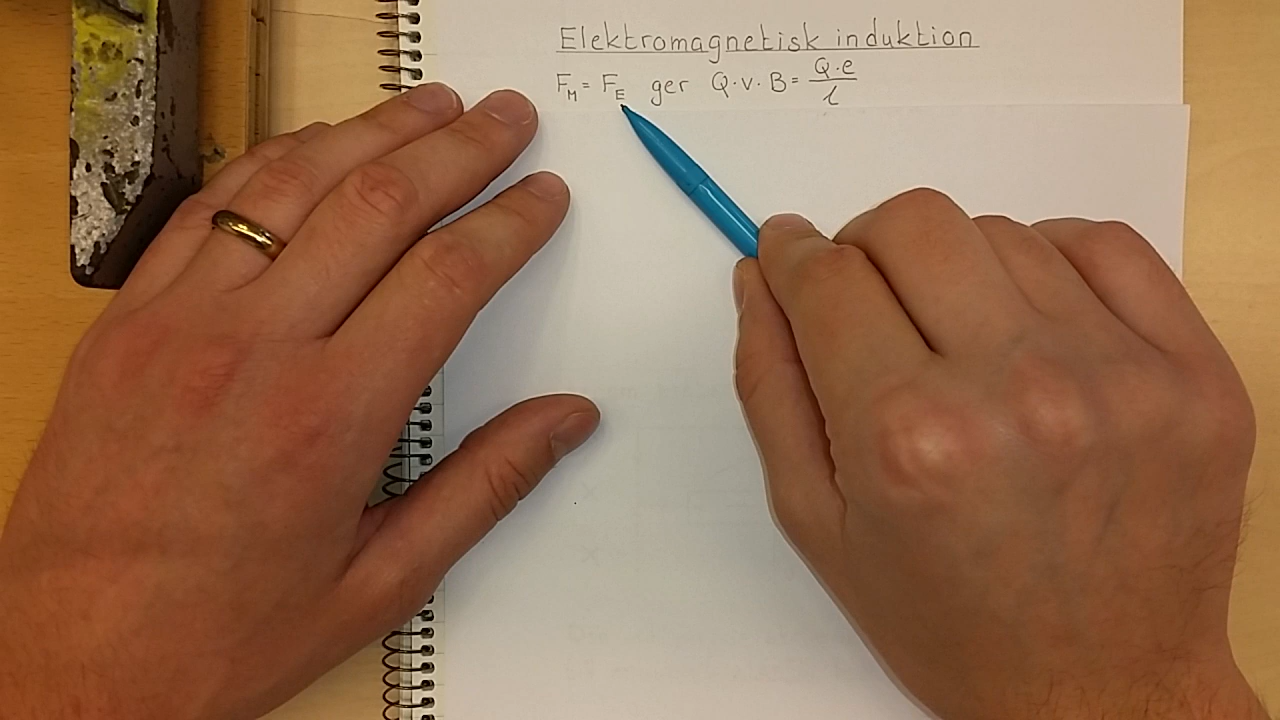 Elektromagnetisk induktion
F_M = F_E ger Q·v·B = Q·e/l